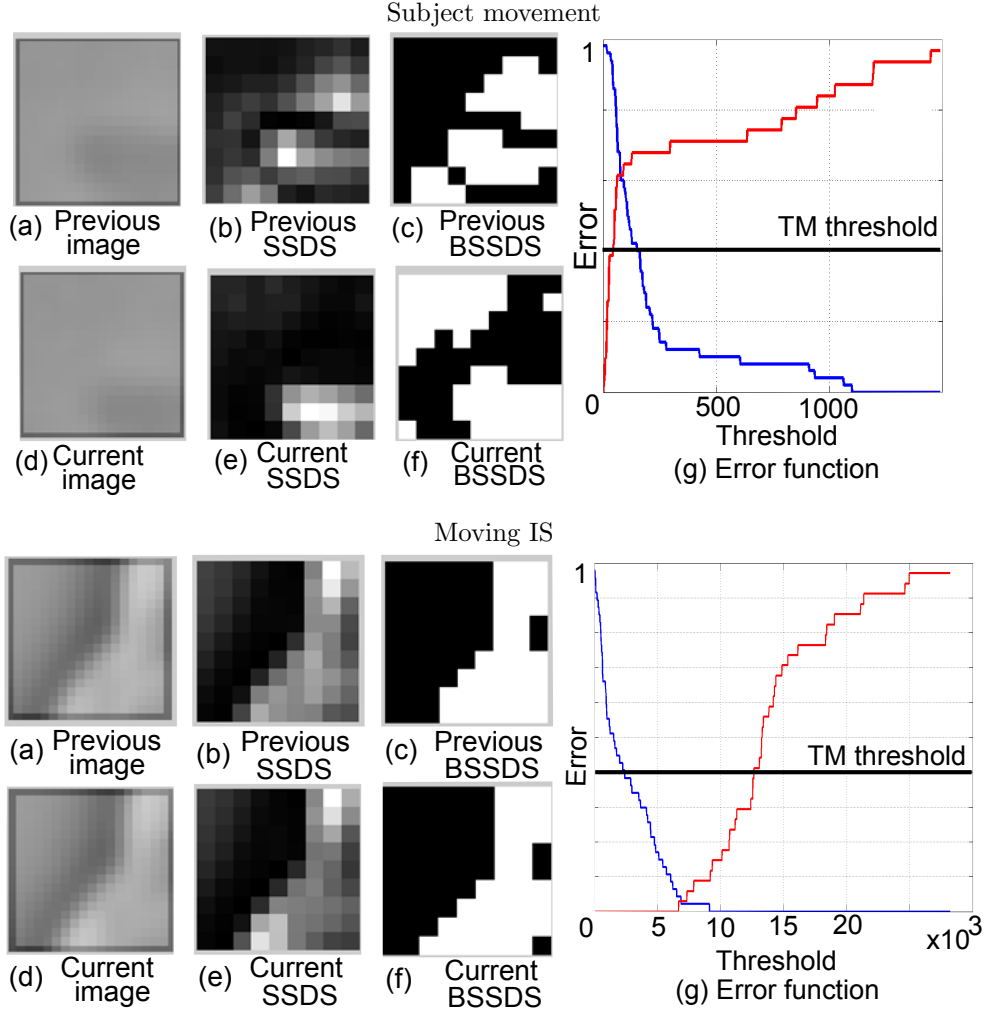 Subject movement
(a) Previous image
(b) Previous SSDS
(c) Previous BSSDS
(d) Current image
(e) Current SSDS
(f) Current BSSDS
1
Error
TM threshold
0 500 1000
Threshold
(g) Error function
Moving IS
(a) Previous image
(b) Previous SSDS
(c) Previous BSSDS
(d) Current image
(e) Current SSDS
(f) Current BSSDS
1
Error
TM threshold
0 5 10 15 20 3
x10³
Threshold
(g) Error function